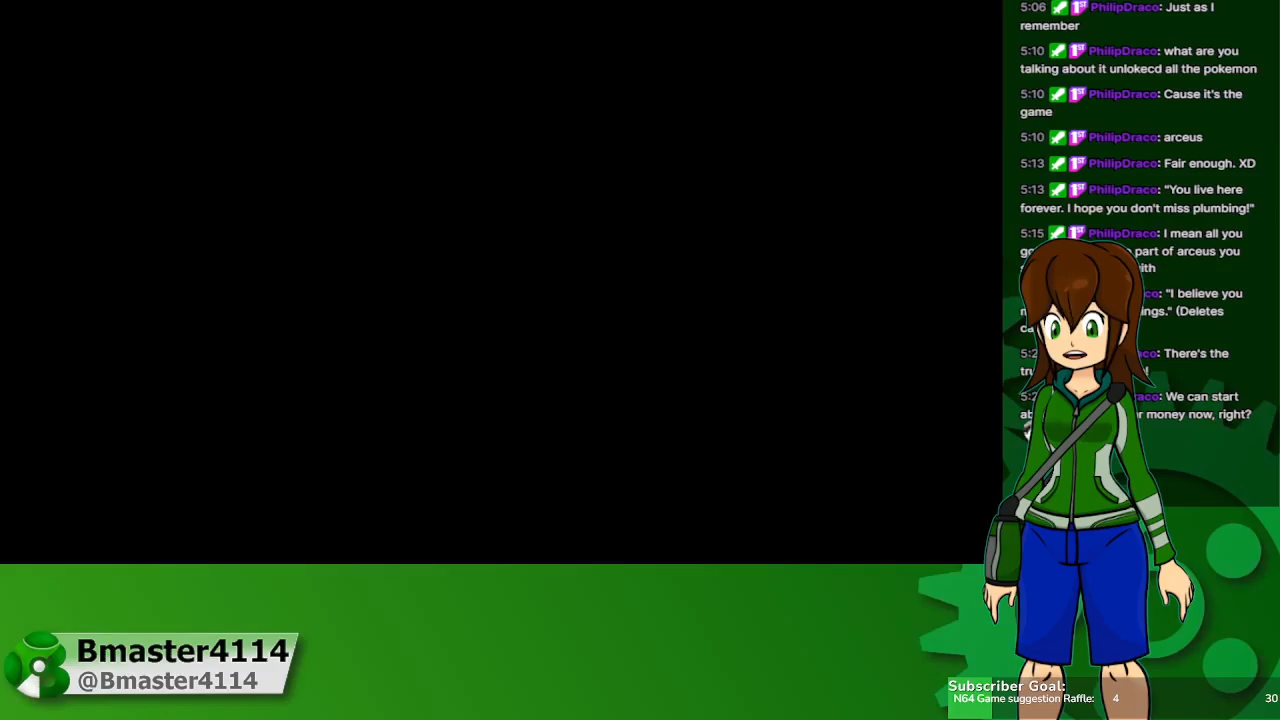 5:06 PhilipDraco: Just as I
remember
5:10 PhilipDraco: what are you
talking about it unlokecd all the pokemon
5:10 PhilipDraco: Cause it's the
game
5:10 PhilipDraco: arceus
5:13 PhilipDraco: Fair enough. XD
5:13 PhilipDraco: "You live here
forever. I hope you don't miss plumbing!"
5:15 PhilipDraco: I mean all you
part of arceus you
"I believe you
(Deletes
There's the
We can start
money now, right?
Bmaster4114
@Bmaster4114
Subscriber Goal:
N64 Game suggestion Raffle: 4 30